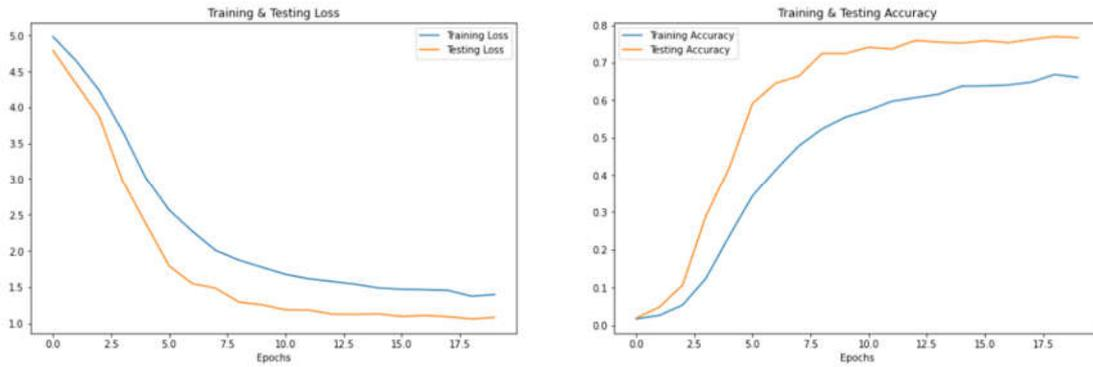 Training & Testing Loss
5.0
4.5
4.0
3.5
3.0
2.5
2.0
1.5
1.0
Training Loss
Testing Loss
0.0 2.5 5.0 7.5 10.0 12.5 15.0 17.5
Epochs
Training & Testing Accuracy
0.8
0.7
0.6
0.5
0.4
0.3
0.2
0.1
0.0
Training Accuracy
Testing Accuracy
0.0 2.5 5.0 7.5 10.0 12.5 15.0 17.5
Epochs